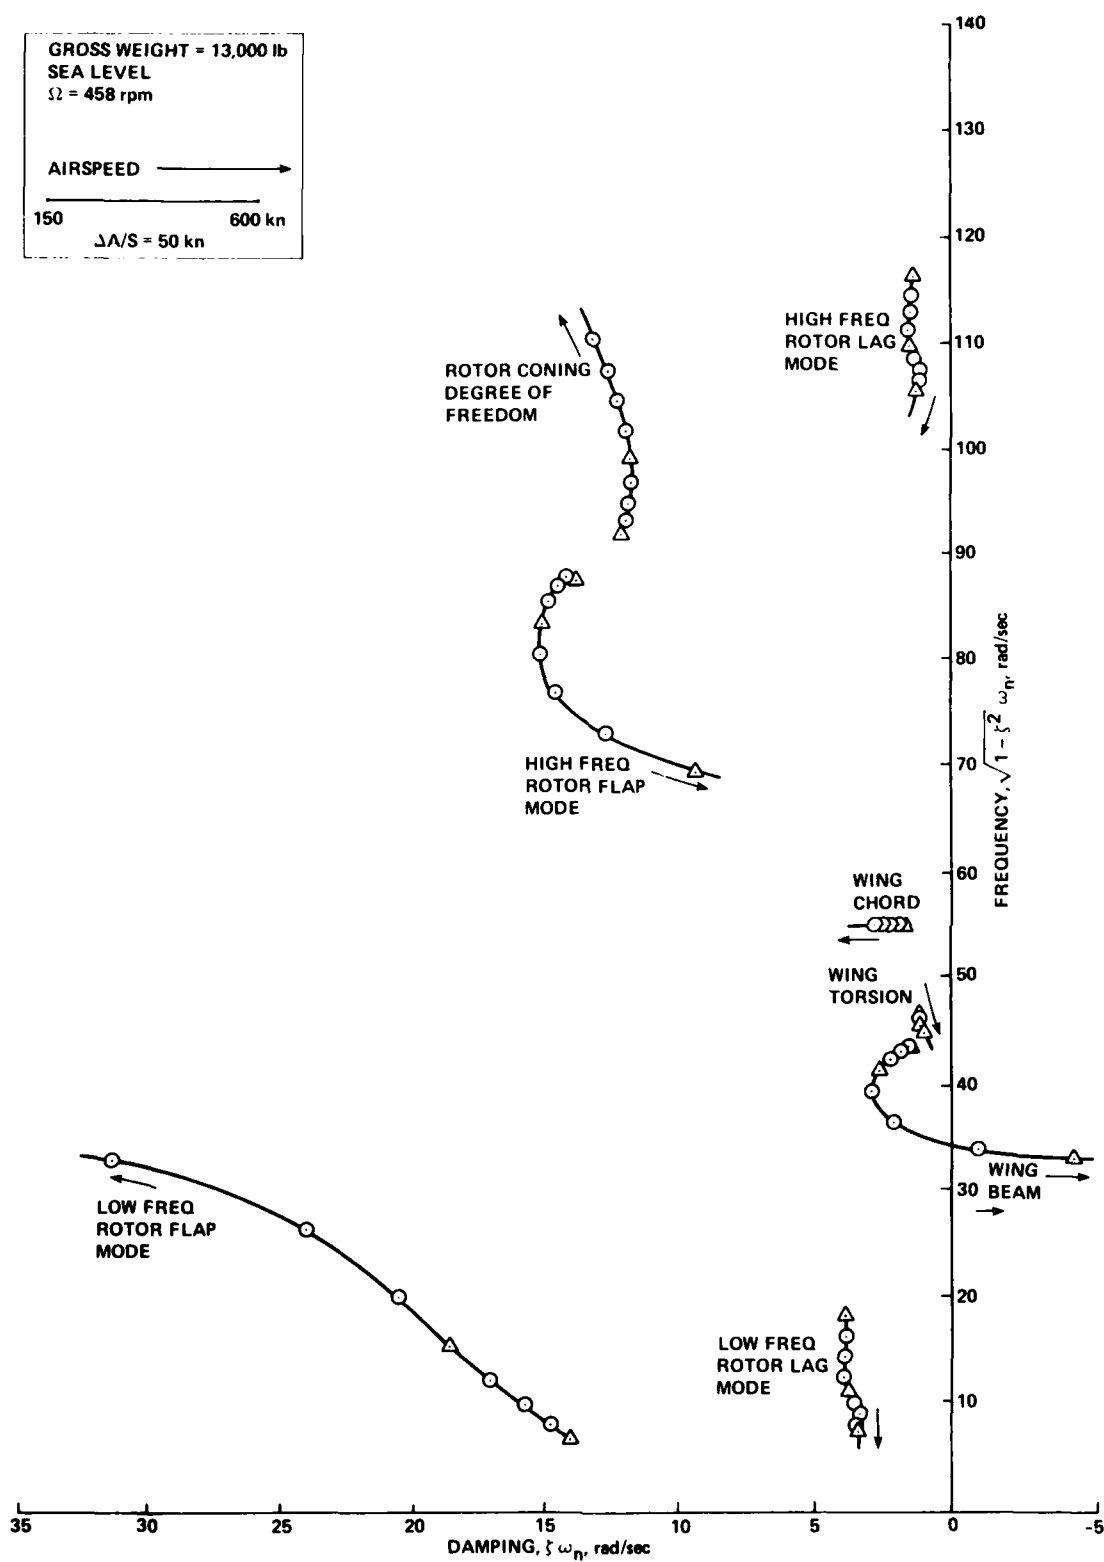 GROSS WEIGHT = 13,000 lb
SEA LEVEL
Ω = 458 rpm
AIRSPEED
150 600 kn
ΔA/S = 50 kn
140
130
120
110
100
90
80
70
60
50
40
30
20
10
HIGH FREQ
ROTOR LAG
MODE
ROTOR CONING
DEGREE OF
FREEDOM
HIGH FREQ
ROTOR FLAP
MODE
WING
CHORD
WING
TORSION
WING
BEAM
LOW FREQ
ROTOR FLAP
MODE
LOW FREQ
ROTOR LAG
MODE
FREQUENCY, √1 − ζ² ωn, rad/sec
35 30 25 20 15 10 5 0 -5
DAMPING, ζ ωn, rad/sec